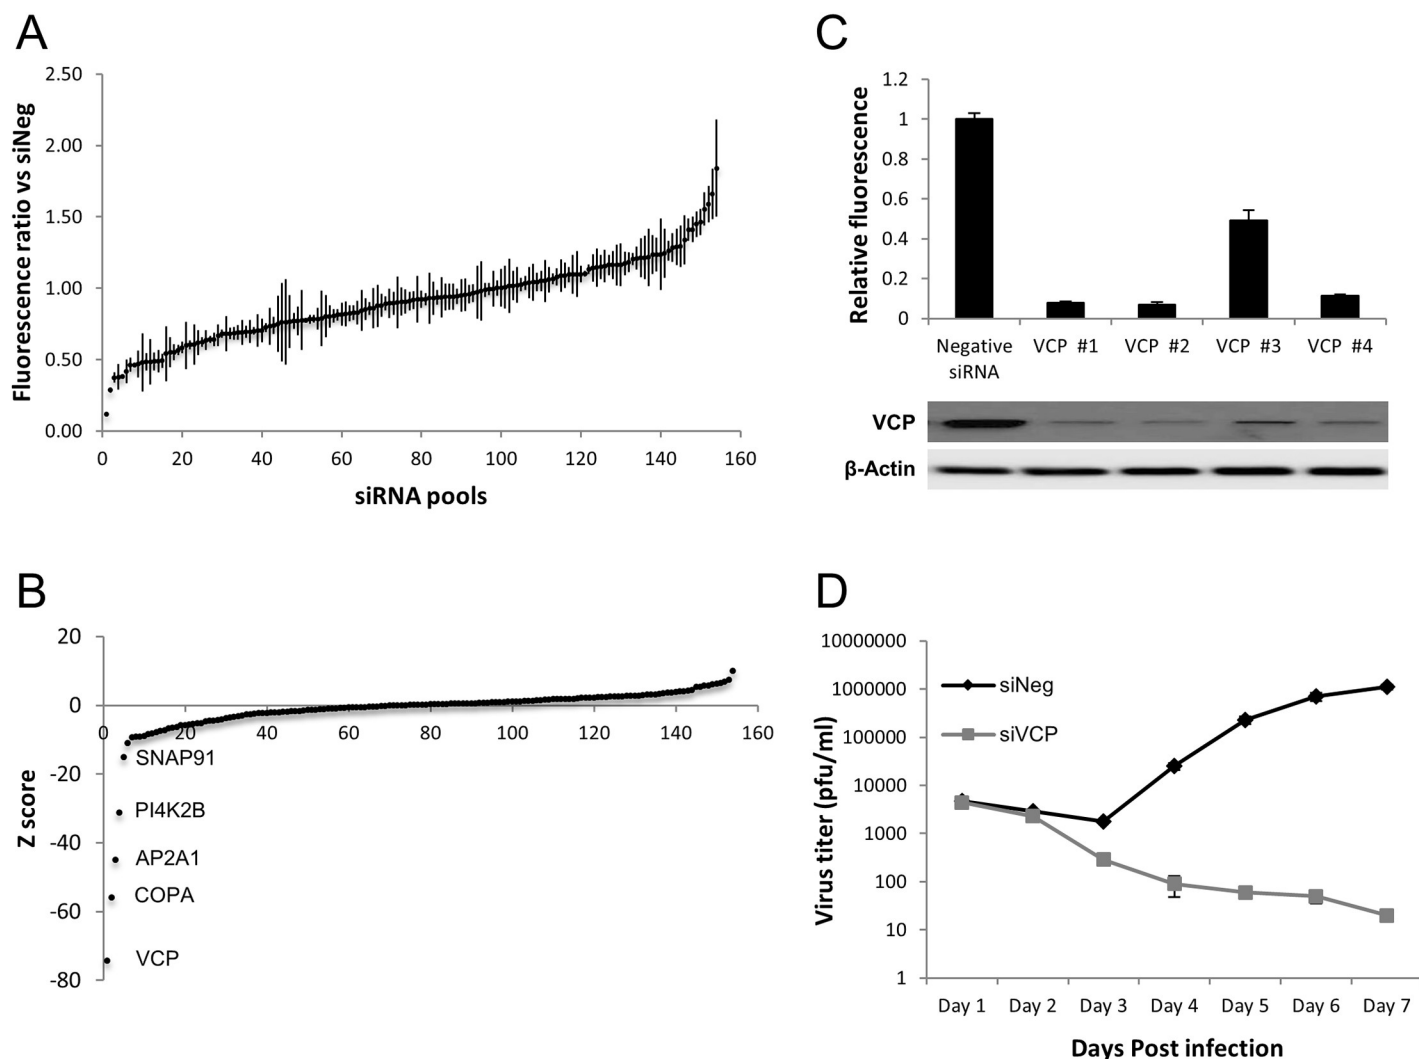 A
Fluorescence ratio vs siNeg
2.50
2.00
1.50
1.00
0.50
0.00
0 20 40 60 80 100 120 140 160
siRNA pools
B
Z score
20
0
-20
-40
-60
-80
20 40 60 80 100 120 140 160
SNAP91
PI4K2B
AP2A1
COPA
VCP
C
Relative fluorescence
1.2
1
0.8
0.6
0.4
0.2
0
Negative siRNA VCP #1 VCP #2 VCP #3 VCP #4
VCP
β-Actin
D
Virus titer (pfu/ml)
10000000
1000000
100000
10000
1000
100
10
1
siNeg
siVCP
Day 1 Day 2 Day 3 Day 4 Day 5 Day 6 Day 7
Days Post infection